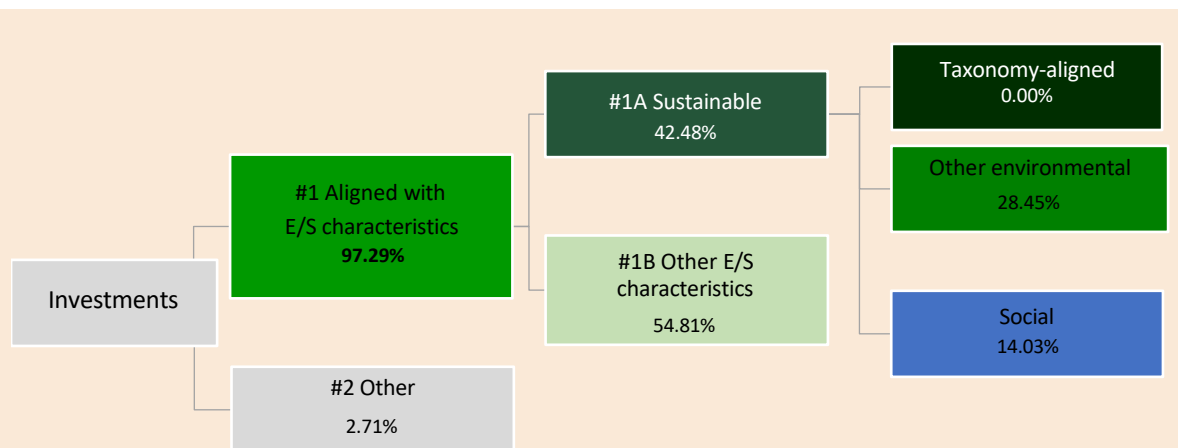 Investments
#1 Aligned with
E/S characteristics
97.29%
#2 Other
2.71%
#1A Sustainable
42.48%
#1B Other E/S
characteristics
54.81%
Taxonomy-aligned
0.00%
Other environmental
28.45%
Social
14.03%